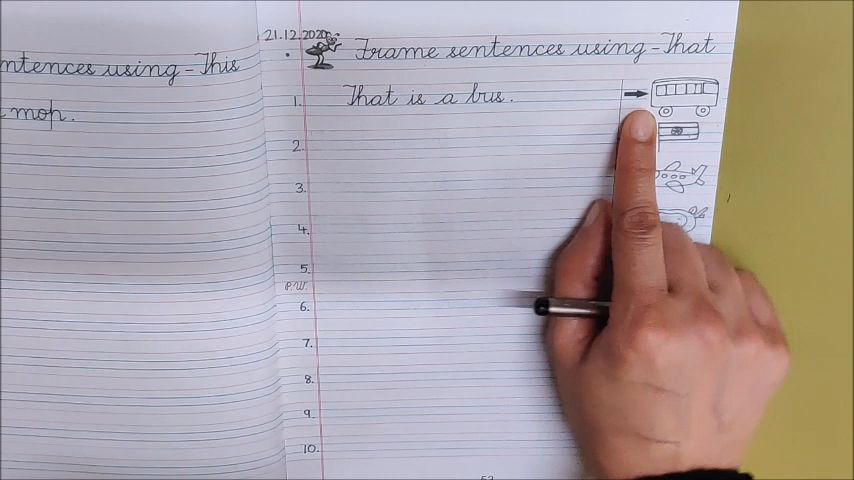 ntences using - This
mop.
21.12.2020
Frame sentences using - That
1. That is a bus.
2.
3.
4.
5.
P.W.
6.
7.
8.
9.
10.